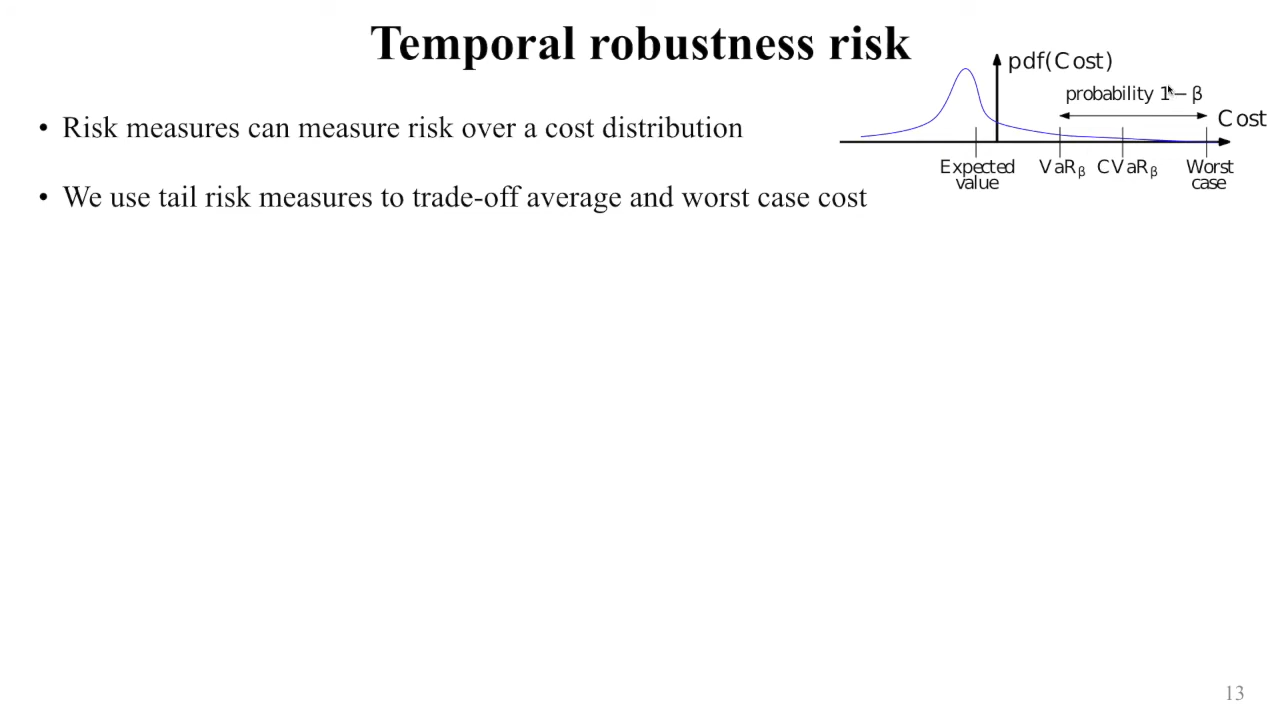 Temporal robustness risk
pdf(Cost)
probability 1 − β
Cost
• Risk measures can measure risk over a cost distribution
Expected value
VaRβ
CVaRβ
Worst case
• We use tail risk measures to trade-off average and worst case cost
13